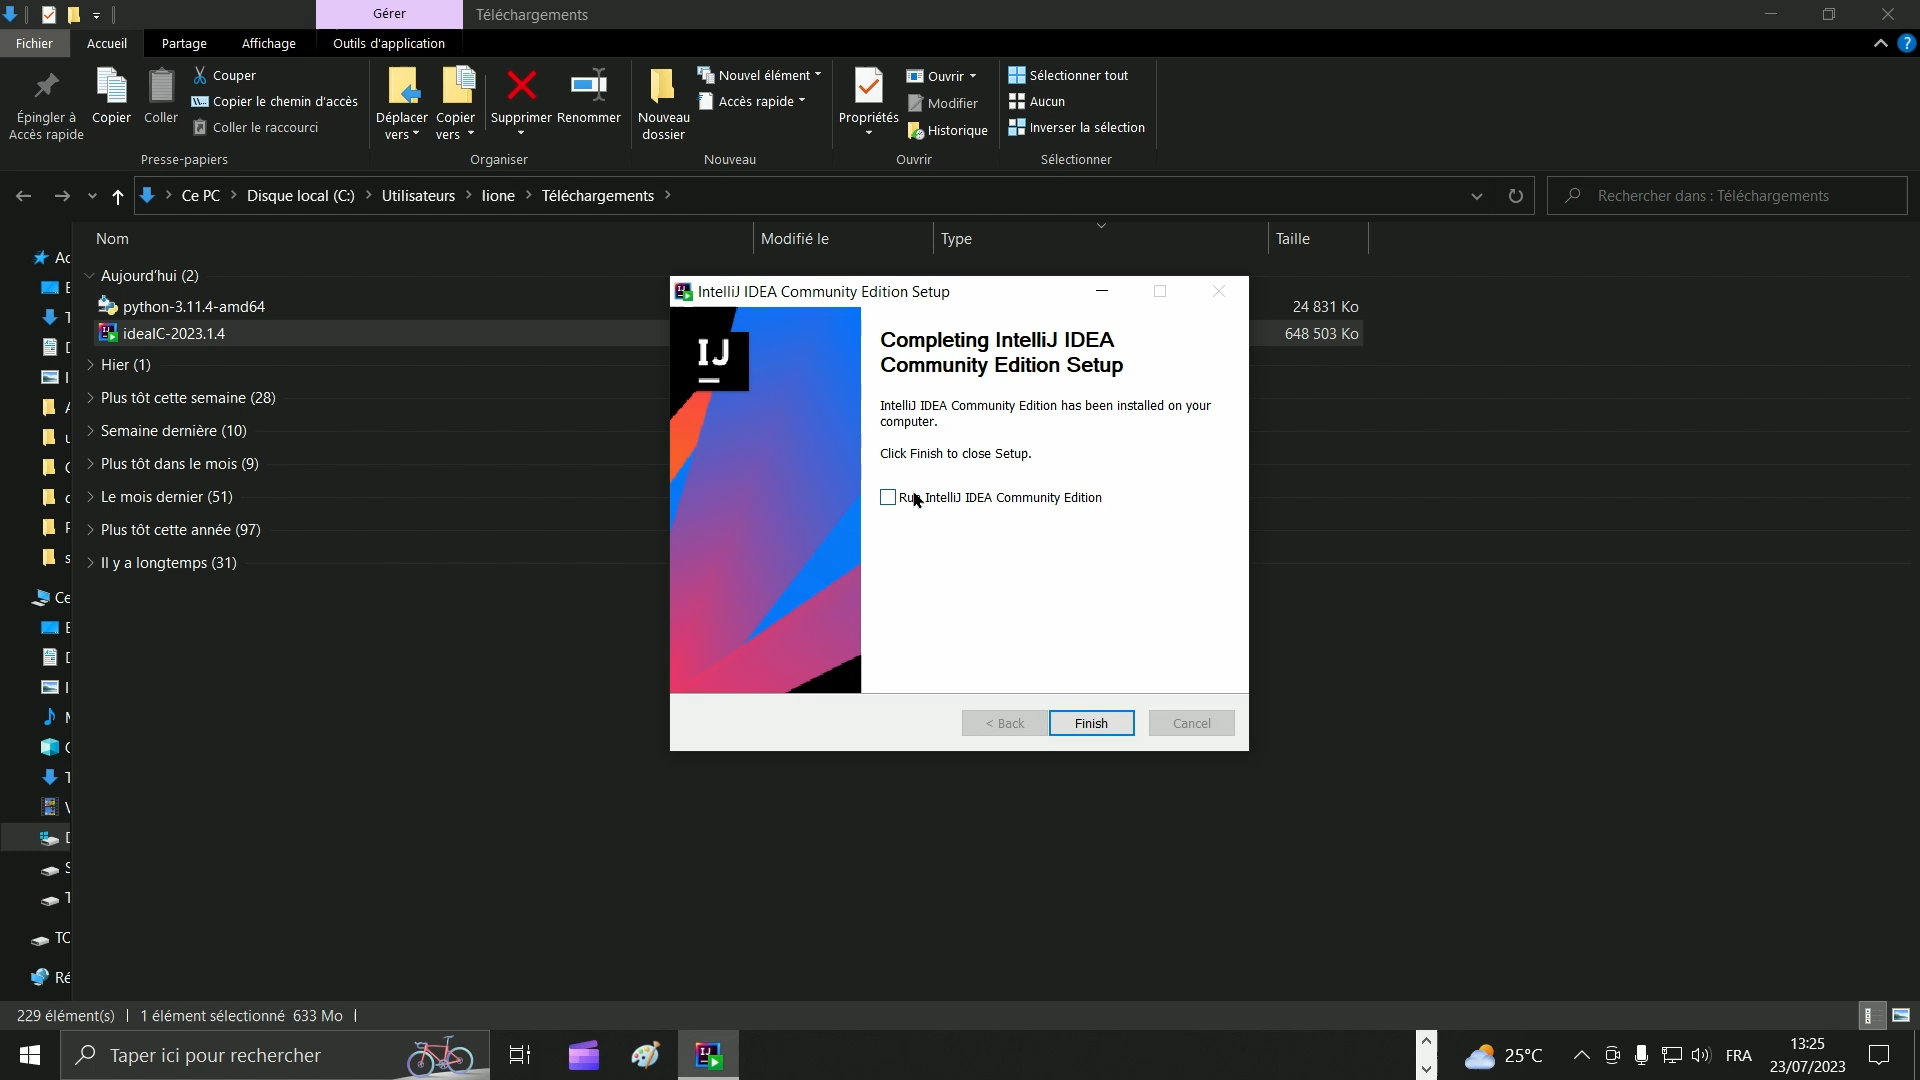 Gérer
Téléchargements
Fichier
Accueil
Partage
Affichage
Outils d'application
Épingler à
Accès rapide
Copier
Coller
Couper
Copier le chemin d'accès
Coller le raccourci
Déplacer
vers
Copier
vers
Supprimer
Renommer
Nouveau
dossier
Nouvel élément
Accès rapide
Propriétés
Ouvrir
Modifier
Historique
Sélectionner tout
Aucun
Inverser la sélection
Presse-papiers
Organiser
Nouveau
Ouvrir
Sélectionner
Ce PC > Disque local (C:) > Utilisateurs > lione > Téléchargements >
Rechercher dans : Téléchargements
Nom
Modifié le
Type
Taille
Aujourd'hui (2)
python-3.11.4-amd64
24 831 Ko
ideaIC-2023.1.4
648 503 Ko
Hier (1)
Plus tôt cette semaine (28)
Semaine dernière (10)
Plus tôt dans le mois (9)
Le mois dernier (51)
Plus tôt cette année (97)
Il y a longtemps (31)
IntelliJ IDEA Community Edition Setup
IJ
Completing IntelliJ IDEA
Community Edition Setup
IntelliJ IDEA Community Edition has been installed on your
computer.
Click Finish to close Setup.
Run IntelliJ IDEA Community Edition
< Back
Finish
Cancel
229 élément(s)
1 élément sélectionné 633 Mo
Taper ici pour rechercher
25°C
FRA
13:25
23/07/2023